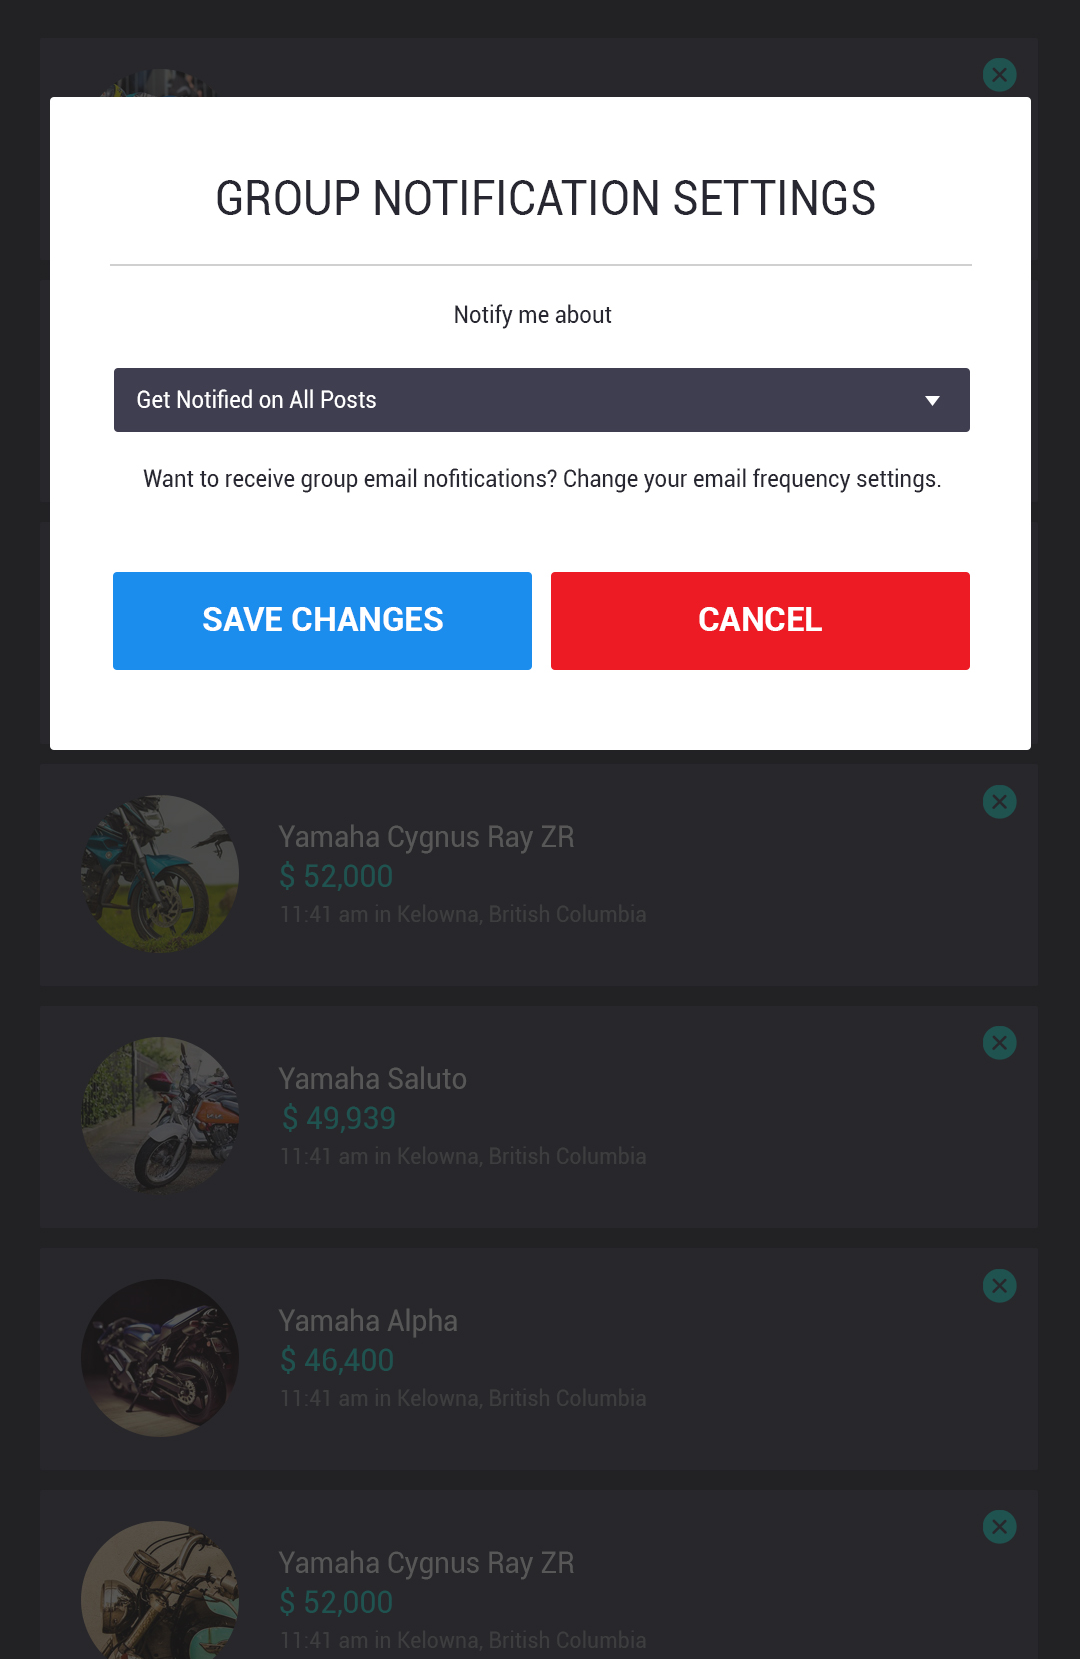 GROUP NOTIFICATION SETTINGS
Notify me about
Get Notified on All Posts
Want to receive group email nofitications? Change your email frequency settings.
SAVE CHANGES
CANCEL
Yamaha Cygnus Ray ZR
$ 52,000
11:41 am in Kelowna, British Columbia
Yamaha Saluto
$ 49,939
11:41 am in Kelowna, British Columbia
Yamaha Alpha
$ 46,400
11:41 am in Kelowna, British Columbia
Yamaha Cygnus Ray ZR
$ 52,000
11:41 am in Kelowna, British Columbia